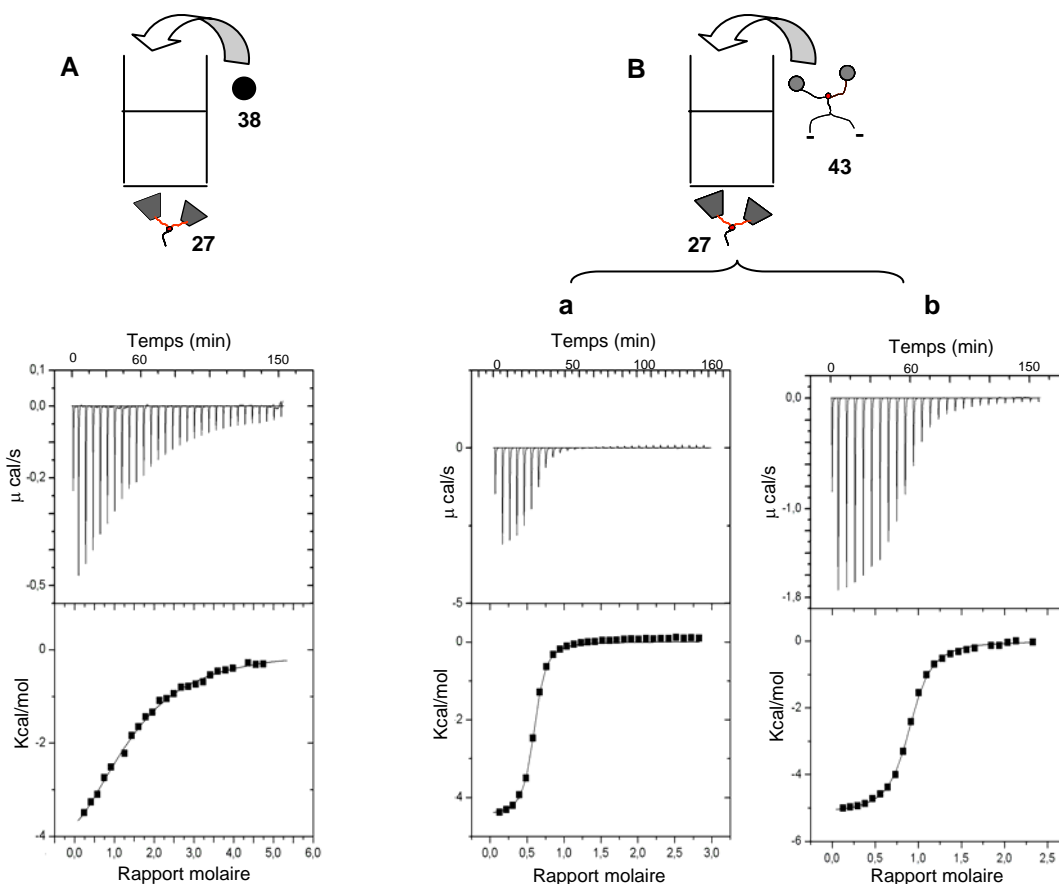 A
38
27
B
43
27
a
b
Temps (min)
0 60 150
0,1
0,0
-0,2
-0,5
μ cal/s
0
-2
-4
Kcal/mol
0,0 1,0 2,0 3,0 4,0 5,0 6,0
Rapport molaire
Temps (min)
0 50 100 160
0
-5
μ cal/s
0
2
4
Kcal/mol
0,0 0,5 1,0 1,5 2,0 2,5 3,0
Rapport molaire
Temps (min)
0 60 150
0,0
-1,0
-1,8
μ cal/s
0
-2
-4
-6
Kcal/mol
0,0 0,5 1,0 1,5 2,0 2,5
Rapport molaire